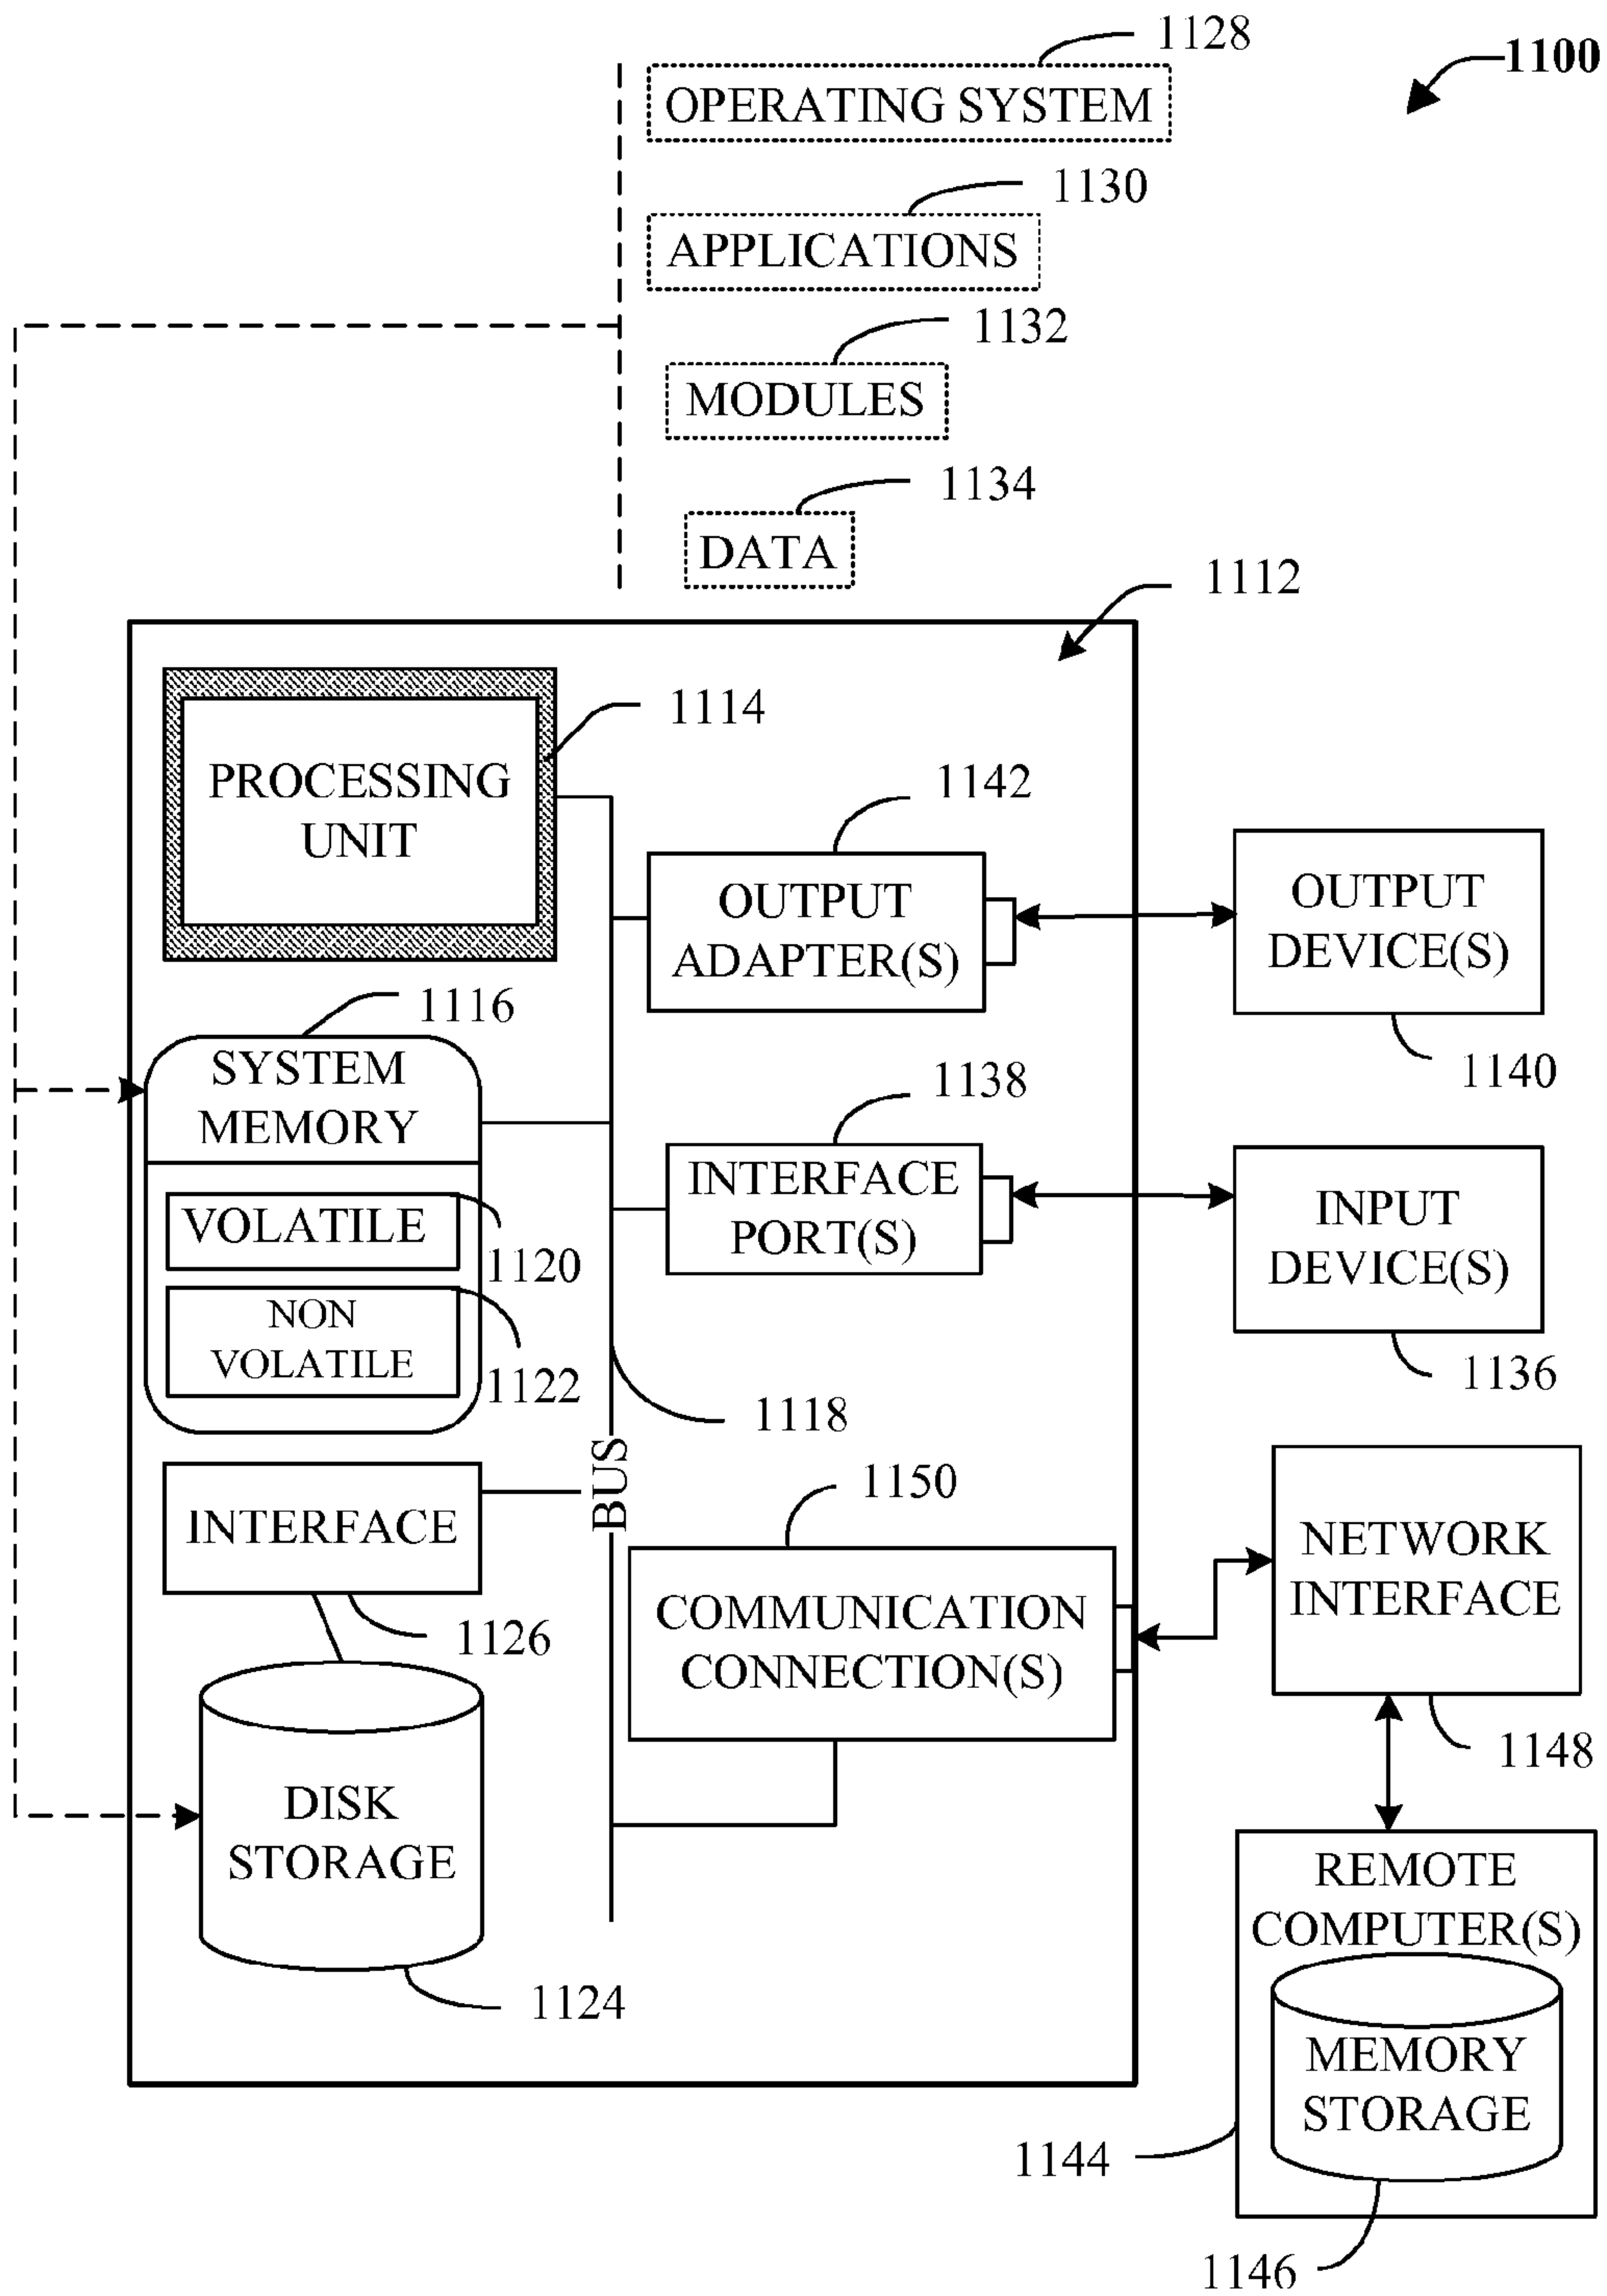 1128
1100
OPERATING SYSTEM
1130
APPLICATIONS
1132
MODULES
1134
DATA
1112
1114
PROCESSING
UNIT
1142
OUTPUT
ADAPTER(S)
OUTPUT
DEVICE(S)
1140
1116
SYSTEM
MEMORY
VOLATILE
1120
NON
VOLATILE
1122
1138
INTERFACE
PORT(S)
INPUT
DEVICE(S)
1136
1118
BUS
INTERFACE
1126
1150
COMMUNICATION
CONNECTION(S)
NETWORK
INTERFACE
1148
DISK
STORAGE
1124
REMOTE
COMPUTER(S)
MEMORY
STORAGE
1144
1146